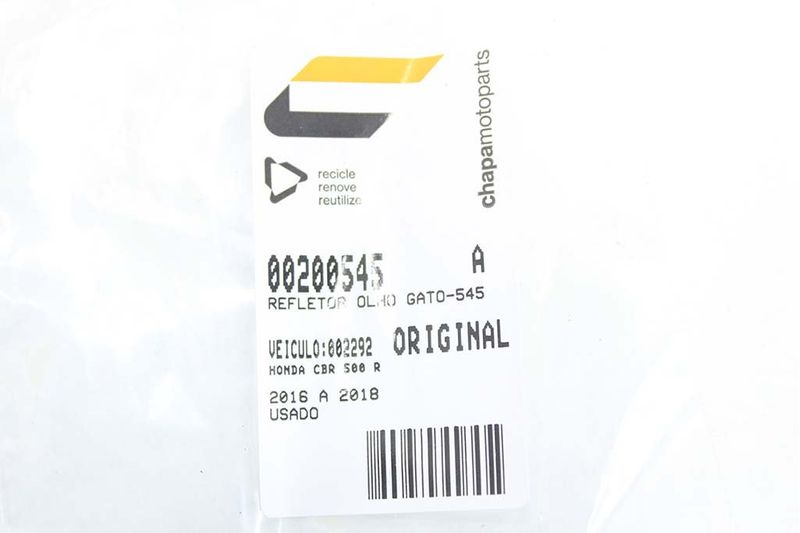 chapamotoparts
recicle
renove
reutilize
00200545 A
REFLETOR OLHO GATO-545
VEICULO:002292 ORIGINAL
HONDA CBR 500 R
2016 A 2018
USADO